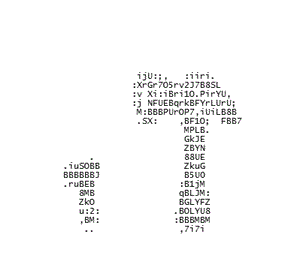 ijU:;,   :iiri.
:XrGr7O5rv2J7B8SL
:v Xi:iBri1O.PirYU,
:j NFUEBqrkBFYrLUrU;
M:BBBPUrOP7,iUiLB8B
.SX:    ,BF1O;  FBB7
MPLB.
GkJE
ZBYN
.                 88UE
.iuSOBB               ZkuG
BBBBBBJ               B5UO
.ruBEB               :B1jM
8MB               qBLJM:
ZkO               BGLYFZ
u:2:             .BOLYU8
,BM:             :BBBMBM
..               ,7i7i